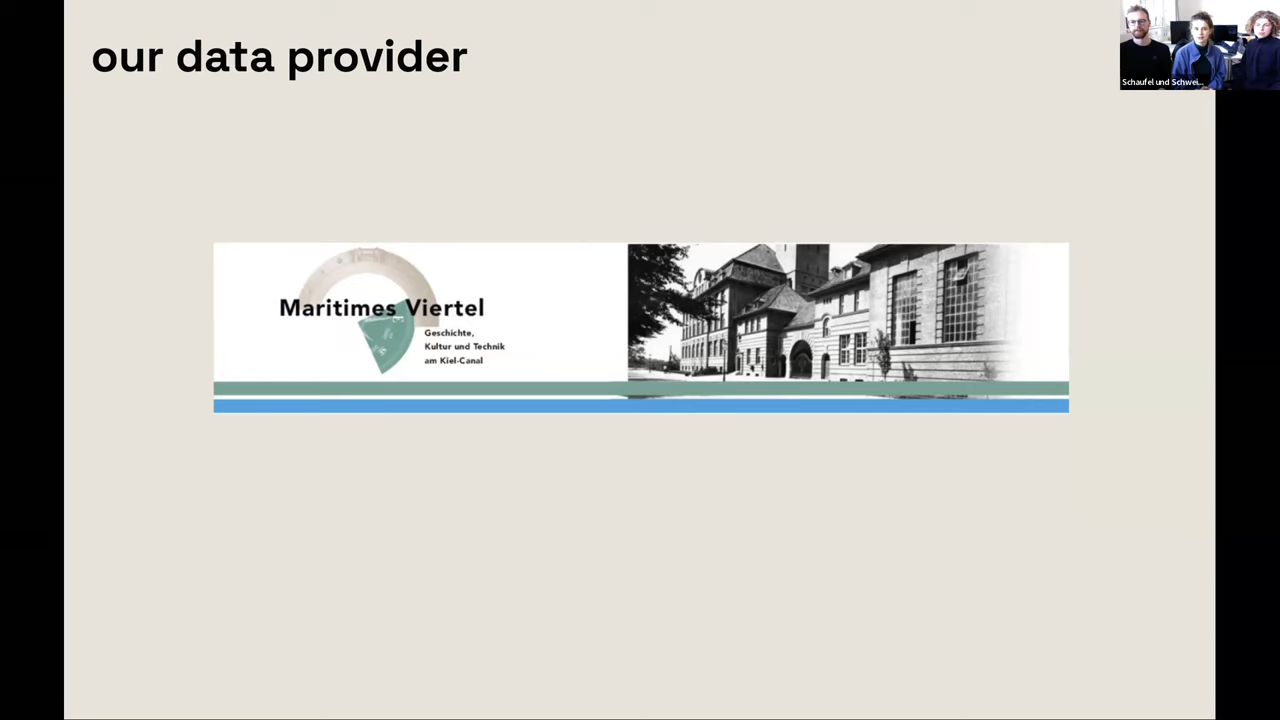 our data provider
Schaufel und Schwei...
Maritimes Viertel
Geschichte,
Kultur und Technik
am Kiel-Canal